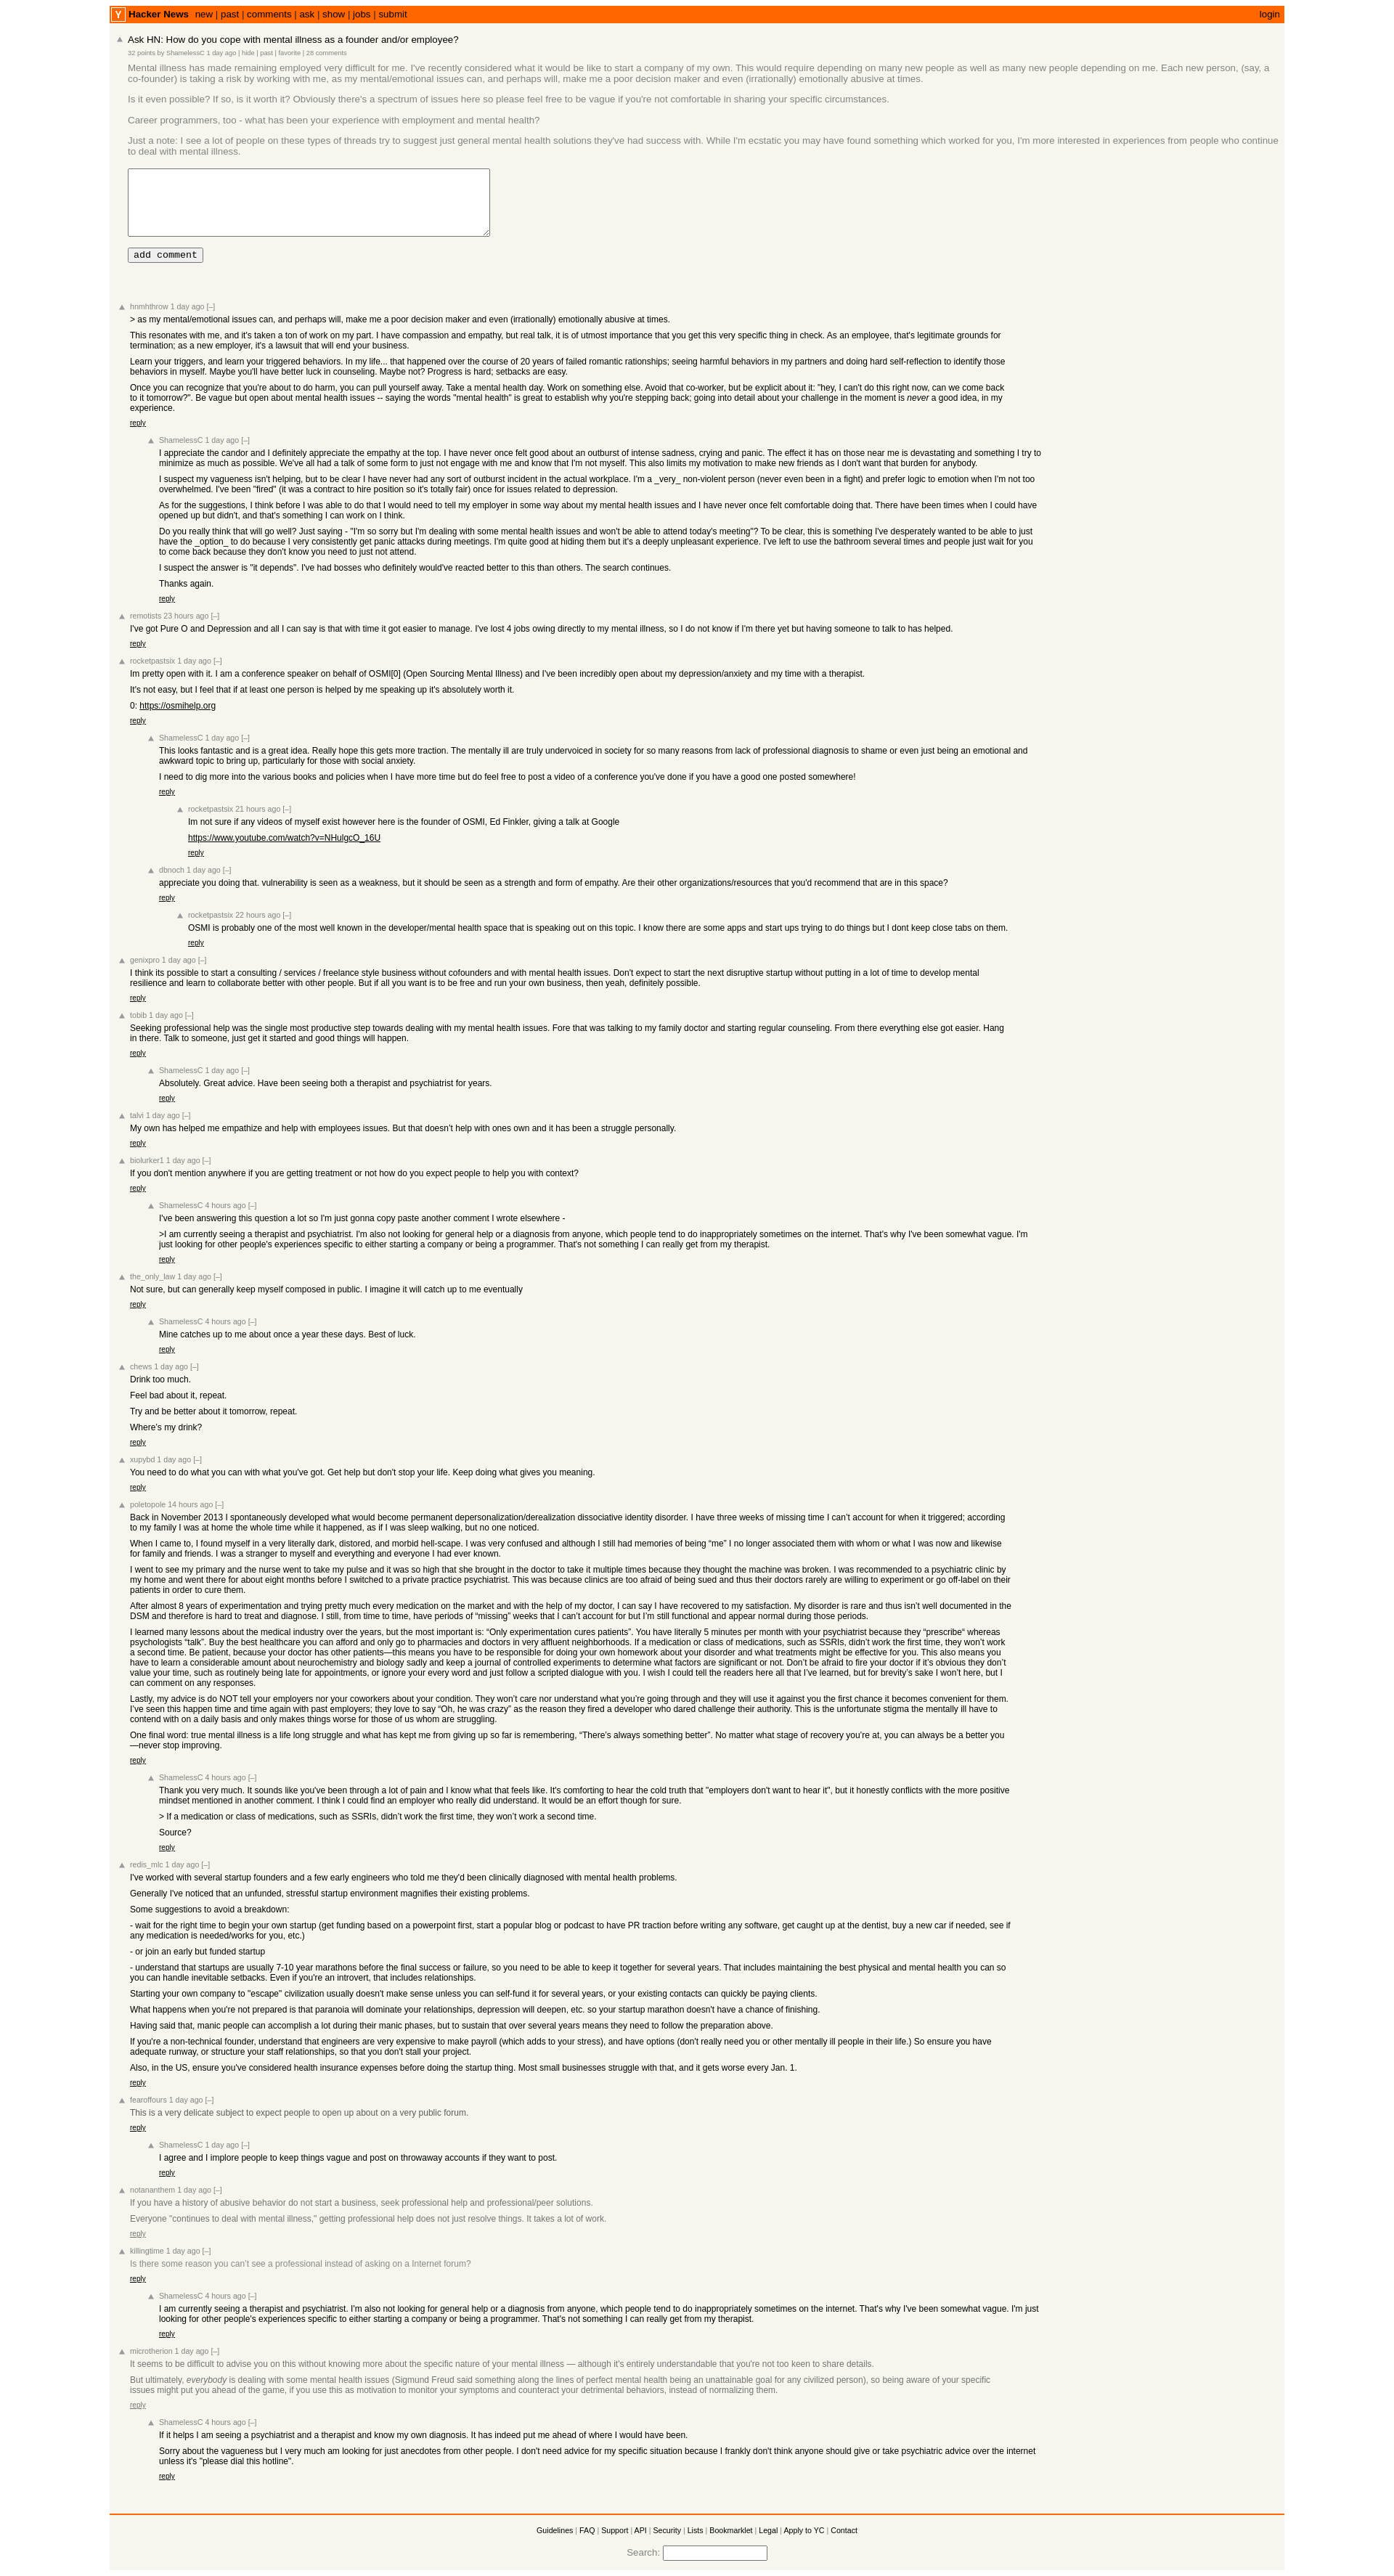 Y Hacker News new | past | comments | ask | show | jobs | submit login
Ask HN: How do you cope with mental illness as a founder and/or employee?
32 points by ShamelessC 1 day ago | hide | past | favorite | 28 comments
Mental illness has made remaining employed very difficult for me. I've recently considered what it would be like to start a company of my own. This would require depending on many new people as well as many new people depending on me. Each new person, (say, a
co-founder) is taking a risk by working with me, as my mental/emotional issues can, and perhaps will, make me a poor decision maker and even (irrationally) emotionally abusive at times.
Is it even possible? If so, is it worth it? Obviously there's a spectrum of issues here so please feel free to be vague if you're not comfortable in sharing your specific circumstances.
Career programmers, too - what has been your experience with employment and mental health?
Just a note: I see a lot of people on these types of threads try to suggest just general mental health solutions they've had success with. While I'm ecstatic you may have found something which worked for you, I'm more interested in experiences from people who continue
to deal with mental illness.
add comment
hnmhthrow 1 day ago [–]
> as my mental/emotional issues can, and perhaps will, make me a poor decision maker and even (irrationally) emotionally abusive at times.
This resonates with me, and it's taken a ton of work on my part. I have compassion and empathy, but real talk, it is of utmost importance that you get this very specific thing in check. As an employee, that's legitimate grounds for
termination; as a new employer, it's a lawsuit that will end your business.
Learn your triggers, and learn your triggered behaviors. In my life... that happened over the course of 20 years of failed romantic rationships; seeing harmful behaviors in my partners and doing hard self-reflection to identify those
behaviors in myself. Maybe you'll have better luck in counseling. Maybe not? Progress is hard; setbacks are easy.
Once you can recognize that you're about to do harm, you can pull yourself away. Take a mental health day. Work on something else. Avoid that co-worker, but be explicit about it: "hey, I can't do this right now, can we come back
to it tomorrow?". Be vague but open about mental health issues -- saying the words "mental health" is great to establish why you're stepping back; going into detail about your challenge in the moment is never a good idea, in my
experience.
reply
ShamelessC 1 day ago [–]
I appreciate the candor and I definitely appreciate the empathy at the top. I have never once felt good about an outburst of intense sadness, crying and panic. The effect it has on those near me is devastating and something I try to
minimize as much as possible. We've all had a talk of some form to just not engage with me and know that I'm not myself. This also limits my motivation to make new friends as I don't want that burden for anybody.
I suspect my vagueness isn't helping, but to be clear I have never had any sort of outburst incident in the actual workplace. I'm a _very_ non-violent person (never even been in a fight) and prefer logic to emotion when I'm not too
overwhelmed. I've been "fired" (it was a contract to hire position so it's totally fair) once for issues related to depression.
As for the suggestions, I think before I was able to do that I would need to tell my employer in some way about my mental health issues and I have never once felt comfortable doing that. There have been times when I could have
opened up but didn't, and that's something I can work on I think.
Do you really think that will go well? Just saying - "I'm so sorry but I'm dealing with some mental health issues and won't be able to attend today's meeting"? To be clear, this is something I've desperately wanted to be able to just
have the _option_ to do because I very consistently get panic attacks during meetings. I'm quite good at hiding them but it's a deeply unpleasant experience. I've left to use the bathroom several times and people just wait for you
to come back because they don't know you need to just not attend.
I suspect the answer is "it depends". I've had bosses who definitely would've reacted better to this than others. The search continues.
Thanks again.
reply
remotists 23 hours ago [–]
I've got Pure O and Depression and all I can say is that with time it got easier to manage. I've lost 4 jobs owing directly to my mental illness, so I do not know if I'm there yet but having someone to talk to has helped.
reply
rocketpastsix 1 day ago [–]
Im pretty open with it. I am a conference speaker on behalf of OSMI[0] (Open Sourcing Mental Illness) and I've been incredibly open about my depression/anxiety and my time with a therapist.
It's not easy, but I feel that if at least one person is helped by me speaking up it's absolutely worth it.
0: https://osmihelp.org
reply
ShamelessC 1 day ago [–]
This looks fantastic and is a great idea. Really hope this gets more traction. The mentally ill are truly undervoiced in society for so many reasons from lack of professional diagnosis to shame or even just being an emotional and
awkward topic to bring up, particularly for those with social anxiety.
I need to dig more into the various books and policies when I have more time but do feel free to post a video of a conference you've done if you have a good one posted somewhere!
reply
rocketpastsix 21 hours ago [–]
Im not sure if any videos of myself exist however here is the founder of OSMI, Ed Finkler, giving a talk at Google
https://www.youtube.com/watch?v=NHulgcO_16U
reply
dbnoch 1 day ago [–]
appreciate you doing that. vulnerability is seen as a weakness, but it should be seen as a strength and form of empathy. Are their other organizations/resources that you'd recommend that are in this space?
reply
rocketpastsix 22 hours ago [–]
OSMI is probably one of the most well known in the developer/mental health space that is speaking out on this topic. I know there are some apps and start ups trying to do things but I dont keep close tabs on them.
reply
genixpro 1 day ago [–]
I think its possible to start a consulting / services / freelance style business without cofounders and with mental health issues. Don't expect to start the next disruptive startup without putting in a lot of time to develop mental
resilience and learn to collaborate better with other people. But if all you want is to be free and run your own business, then yeah, definitely possible.
reply
tobib 1 day ago [–]
Seeking professional help was the single most productive step towards dealing with my mental health issues. Fore that was talking to my family doctor and starting regular counseling. From there everything else got easier. Hang
in there. Talk to someone, just get it started and good things will happen.
reply
ShamelessC 1 day ago [–]
Absolutely. Great advice. Have been seeing both a therapist and psychiatrist for years.
reply
talvi 1 day ago [–]
My own has helped me empathize and help with employees issues. But that doesn't help with ones own and it has been a struggle personally.
reply
biolurker1 1 day ago [–]
If you don't mention anywhere if you are getting treatment or not how do you expect people to help you with context?
reply
ShamelessC 4 hours ago [–]
I've been answering this question a lot so I'm just gonna copy paste another comment I wrote elsewhere -
>I am currently seeing a therapist and psychiatrist. I'm also not looking for general help or a diagnosis from anyone, which people tend to do inappropriately sometimes on the internet. That's why I've been somewhat vague. I'm
just looking for other people's experiences specific to either starting a company or being a programmer. That's not something I can really get from my therapist.
reply
the_only_law 1 day ago [–]
Not sure, but can generally keep myself composed in public. I imagine it will catch up to me eventually
reply
ShamelessC 4 hours ago [–]
Mine catches up to me about once a year these days. Best of luck.
reply
chews 1 day ago [–]
Drink too much.
Feel bad about it, repeat.
Try and be better about it tomorrow, repeat.
Where's my drink?
reply
xupybd 1 day ago [–]
You need to do what you can with what you've got. Get help but don't stop your life. Keep doing what gives you meaning.
reply
poletopole 14 hours ago [–]
Back in November 2013 I spontaneously developed what would become permanent depersonalization/derealization dissociative identity disorder. I have three weeks of missing time I can’t account for when it triggered; according
to my family I was at home the whole time while it happened, as if I was sleep walking, but no one noticed.
When I came to, I found myself in a very literally dark, distored, and morbid hell-scape. I was very confused and although I still had memories of being “me” I no longer associated them with whom or what I was now and likewise
for family and friends. I was a stranger to myself and everything and everyone I had ever known.
I went to see my primary and the nurse went to take my pulse and it was so high that she brought in the doctor to take it multiple times because they thought the machine was broken. I was recommended to a psychiatric clinic by
my home and went there for about eight months before I switched to a private practice psychiatrist. This was because clinics are too afraid of being sued and thus their doctors rarely are willing to experiment or go off-label on their
patients in order to cure them.
After almost 8 years of experimentation and trying pretty much every medication on the market and with the help of my doctor, I can say I have recovered to my satisfaction. My disorder is rare and thus isn’t well documented in the
DSM and therefore is hard to treat and diagnose. I still, from time to time, have periods of “missing” weeks that I can’t account for but I’m still functional and appear normal during those periods.
I learned many lessons about the medical industry over the years, but the most important is: “Only experimentation cures patients”. You have literally 5 minutes per month with your psychiatrist because they “prescribe“ whereas
psychologists “talk”. Buy the best healthcare you can afford and only go to pharmacies and doctors in very affluent neighborhoods. If a medication or class of medications, such as SSRIs, didn’t work the first time, they won’t work
a second time. Be patient, because your doctor has other patients—this means you have to be responsible for doing your own homework about your disorder and what treatments might be effective for you. This also means you
have to learn a considerable amount about neurochemistry and biology sadly and keep a journal of controlled experiments to determine what factors are significant or not. Don’t be afraid to fire your doctor if it’s obvious they don’t
value your time, such as routinely being late for appointments, or ignore your every word and just follow a scripted dialogue with you. I wish I could tell the readers here all that I’ve learned, but for brevity’s sake I won’t here, but I
can comment on any responses.
Lastly, my advice is do NOT tell your employers nor your coworkers about your condition. They won’t care nor understand what you’re going through and they will use it against you the first chance it becomes convenient for them.
I’ve seen this happen time and time again with past employers; they love to say “Oh, he was crazy” as the reason they fired a developer who dared challenge their authority. This is the unfortunate stigma the mentally ill have to
contend with on a daily basis and only makes things worse for those of us whom are struggling.
One final word: true mental illness is a life long struggle and what has kept me from giving up so far is remembering, “There’s always something better”. No matter what stage of recovery you’re at, you can always be a better you
—never stop improving.
reply
ShamelessC 4 hours ago [–]
Thank you very much. It sounds like you've been through a lot of pain and I know what that feels like. It's comforting to hear the cold truth that "employers don't want to hear it", but it honestly conflicts with the more positive
mindset mentioned in another comment. I think I could find an employer who really did understand. It would be an effort though for sure.
> If a medication or class of medications, such as SSRIs, didn’t work the first time, they won’t work a second time.
Source?
reply
redis_mlc 1 day ago [–]
I've worked with several startup founders and a few early engineers who told me they'd been clinically diagnosed with mental health problems.
Generally I've noticed that an unfunded, stressful startup environment magnifies their existing problems.
Some suggestions to avoid a breakdown:
- wait for the right time to begin your own startup (get funding based on a powerpoint first, start a popular blog or podcast to have PR traction before writing any software, get caught up at the dentist, buy a new car if needed, see if
any medication is needed/works for you, etc.)
- or join an early but funded startup
- understand that startups are usually 7-10 year marathons before the final success or failure, so you need to be able to keep it together for several years. That includes maintaining the best physical and mental health you can so
you can handle inevitable setbacks. Even if you're an introvert, that includes relationships.
Starting your own company to "escape" civilization usually doesn't make sense unless you can self-fund it for several years, or your existing contacts can quickly be paying clients.
What happens when you're not prepared is that paranoia will dominate your relationships, depression will deepen, etc. so your startup marathon doesn't have a chance of finishing.
Having said that, manic people can accomplish a lot during their manic phases, but to sustain that over several years means they need to follow the preparation above.
If you're a non-technical founder, understand that engineers are very expensive to make payroll (which adds to your stress), and have options (don't really need you or other mentally ill people in their life.) So ensure you have
adequate runway, or structure your staff relationships, so that you don't stall your project.
Also, in the US, ensure you've considered health insurance expenses before doing the startup thing. Most small businesses struggle with that, and it gets worse every Jan. 1.
reply
fearoffours 1 day ago [–]
This is a very delicate subject to expect people to open up about on a very public forum.
reply
ShamelessC 1 day ago [–]
I agree and I implore people to keep things vague and post on throwaway accounts if they want to post.
reply
notananthem 1 day ago [–]
If you have a history of abusive behavior do not start a business, seek professional help and professional/peer solutions.
Everyone "continues to deal with mental illness," getting professional help does not just resolve things. It takes a lot of work.
reply
killingtime 1 day ago [–]
Is there some reason you can't see a professional instead of asking on a Internet forum?
reply
ShamelessC 4 hours ago [–]
I am currently seeing a therapist and psychiatrist. I'm also not looking for general help or a diagnosis from anyone, which people tend to do inappropriately sometimes on the internet. That's why I've been somewhat vague. I'm just
looking for other people's experiences specific to either starting a company or being a programmer. That's not something I can really get from my therapist.
reply
microtherion 1 day ago [–]
It seems to be difficult to advise you on this without knowing more about the specific nature of your mental illness — although it's entirely understandable that you're not too keen to share details.
But ultimately, everybody is dealing with some mental health issues (Sigmund Freud said something along the lines of perfect mental health being an unattainable goal for any civilized person), so being aware of your specific
issues might put you ahead of the game, if you use this as motivation to monitor your symptoms and counteract your detrimental behaviors, instead of normalizing them.
reply
ShamelessC 4 hours ago [–]
If it helps I am seeing a psychiatrist and a therapist and know my own diagnosis. It has indeed put me ahead of where I would have been.
Sorry about the vagueness but I very much am looking for just anecdotes from other people. I don't need advice for my specific situation because I frankly don't think anyone should give or take psychiatric advice over the internet
unless it's "please dial this hotline".
reply
Guidelines | FAQ | Support | API | Security | Lists | Bookmarklet | Legal | Apply to YC | Contact
Search: